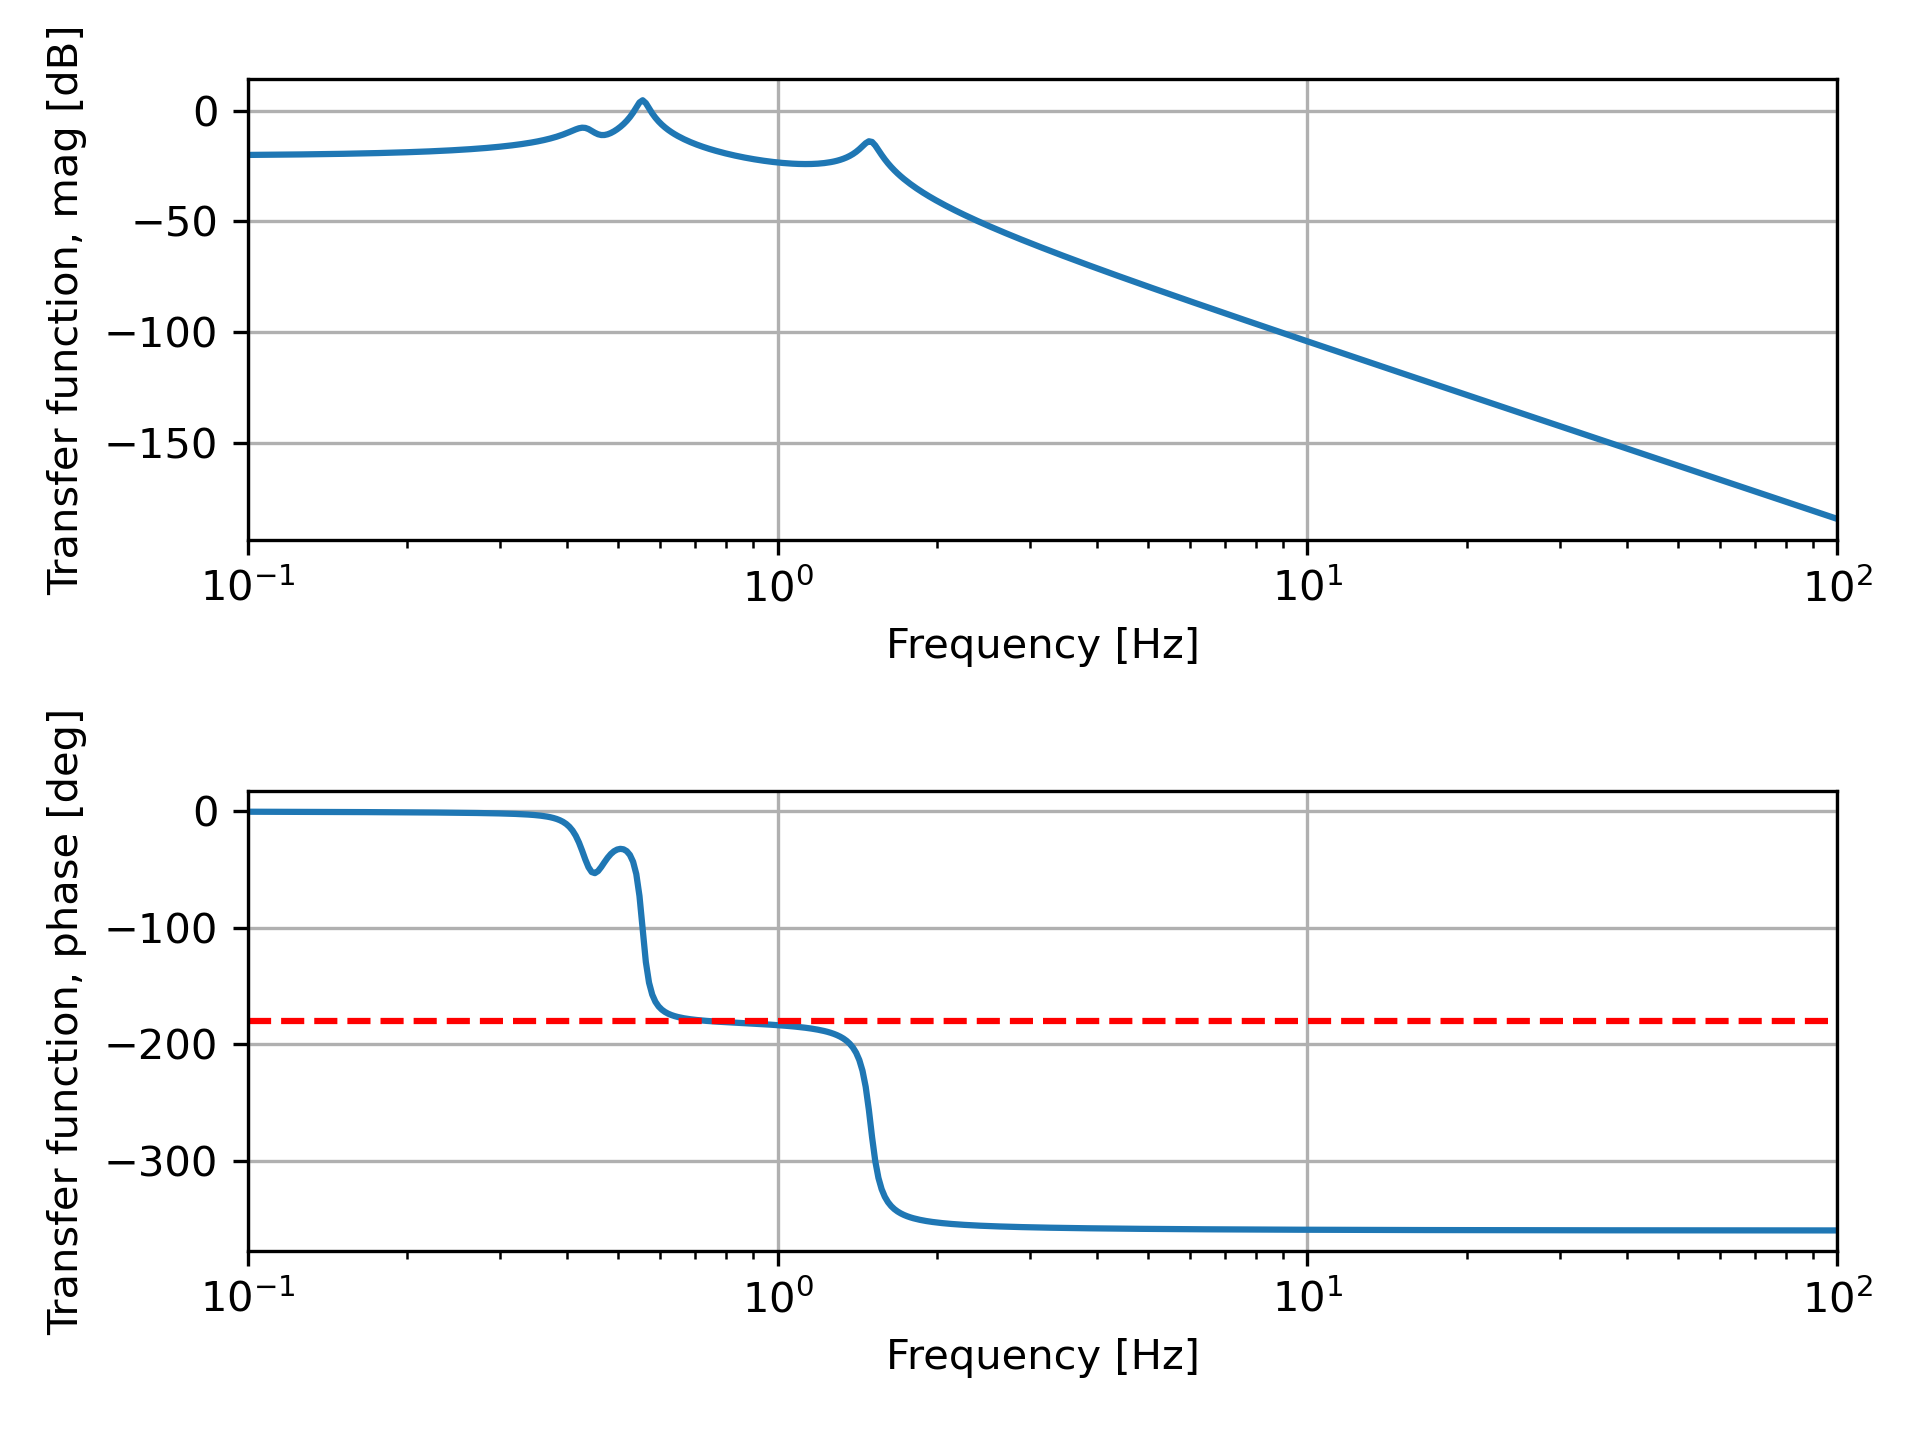 Transfer function, mag [dB]
0
−50
−100
−150
10⁻¹ 10⁰ 10¹ 10²
Frequency [Hz]
Transfer function, phase [deg]
0
−100
−200
−300
10⁻¹ 10⁰ 10¹ 10²
Frequency [Hz]